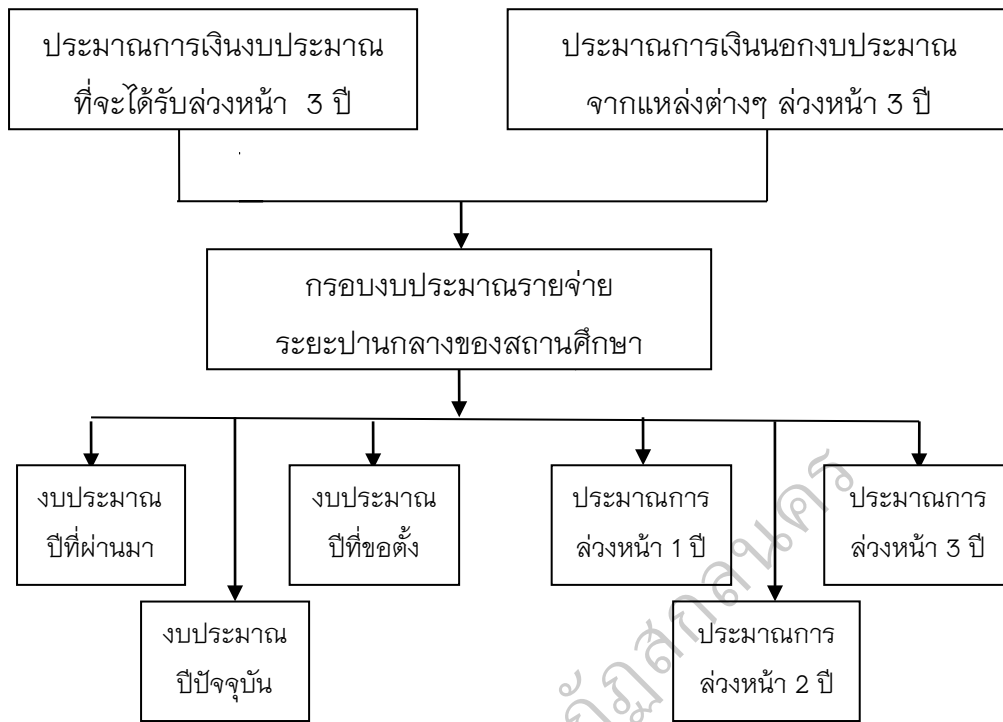 ประมาณการเงินงบประมาณ
ที่จะได้รับล่วงหน้า 3 ปี
ประมาณการเงินนอกงบประมาณ
จากแหล่งต่างๆ ล่วงหน้า 3 ปี
กรอบงบประมาณรายจ่าย
ระยะปานกลางของสถานศึกษา
งบประมาณ
ปีที่ผ่านมา
งบประมาณ
ปีที่ขอตั้ง
ประมาณการ
ล่วงหน้า 1 ปี
ประมาณการ
ล่วงหน้า 3 ปี
งบประมาณ
ปีปัจจุบัน
ประมาณการ
ล่วงหน้า 2 ปี
ัฏสกลนคร